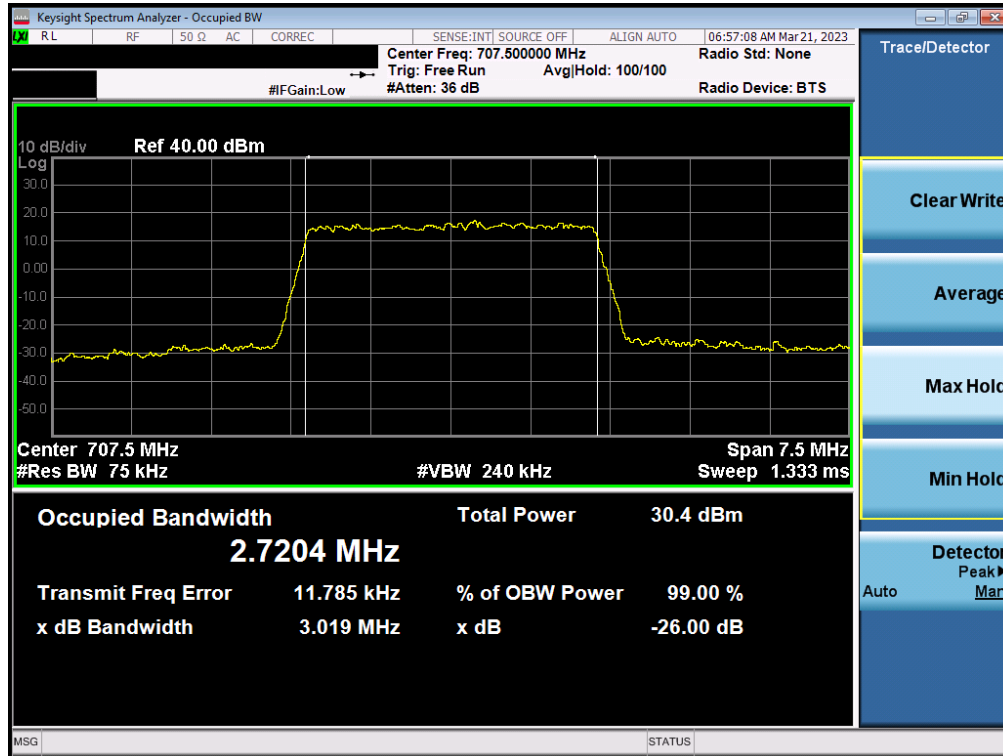 Keysight Spectrum Analyzer - Occupied BW
LXI RL RF 50 Ω AC CORREC SENSE:INT SOURCE OFF ALIGN AUTO 06:57:08 AM Mar 21, 2023
Center Freq: 707.500000 MHz Radio Std: None
Trig: Free Run Avg|Hold: 100/100
#IFGain:Low #Atten: 36 dB Radio Device: BTS
10 dB/div Ref 40.00 dBm
Log
30.0
20.0
10.0
0.00
-10.0
-20.0
-30.0
-40.0
-50.0
Center 707.5 MHz Span 7.5 MHz
#Res BW 75 kHz #VBW 240 kHz Sweep 1.333 ms
Occupied Bandwidth Total Power 30.4 dBm
2.7204 MHz
Transmit Freq Error 11.785 kHz % of OBW Power 99.00 %
x dB Bandwidth 3.019 MHz x dB -26.00 dB
MSG STATUS
Trace/Detector
Clear Write
Average
Max Hold
Min Hold
Detector
Peak▶
Auto Man